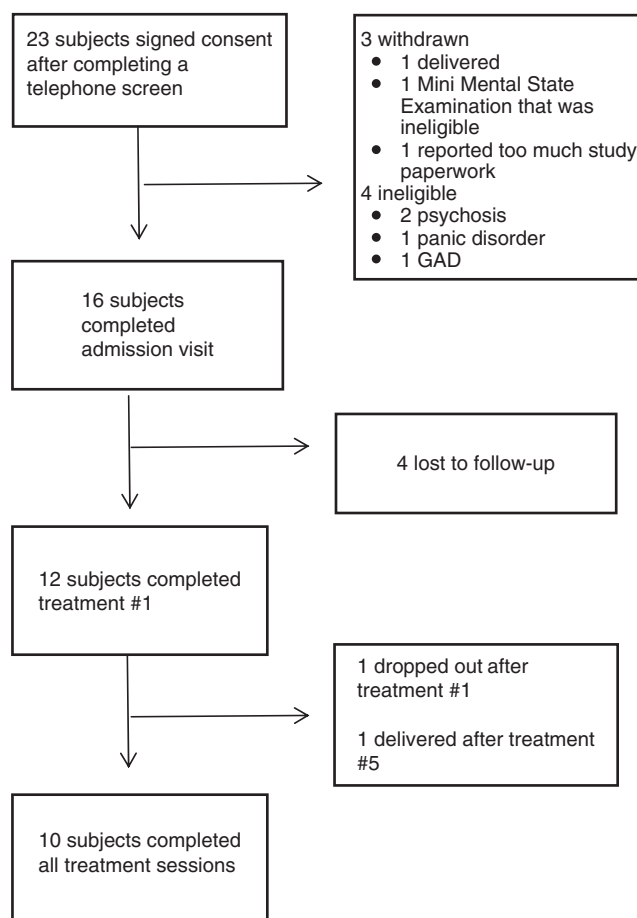 23 subjects signed consent
after completing a
telephone screen
3 withdrawn
• 1 delivered
• 1 Mini Mental State
Examination that was
ineligible
• 1 reported too much study
paperwork
4 ineligible
• 2 psychosis
• 1 panic disorder
• 1 GAD
16 subjects
completed
admission visit
4 lost to follow-up
12 subjects completed
treatment #1
1 dropped out after
treatment #1
1 delivered after treatment
#5
10 subjects completed
all treatment sessions